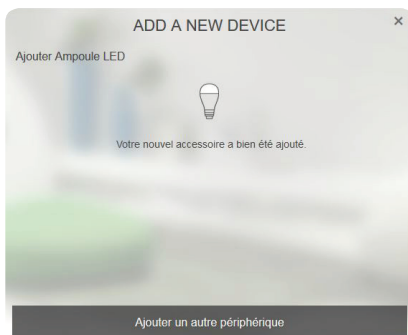 ADD A NEW DEVICE
×
Ajouter Ampoule LED
Votre nouvel accessoire a bien été ajouté.
Ajouter un autre périphérique